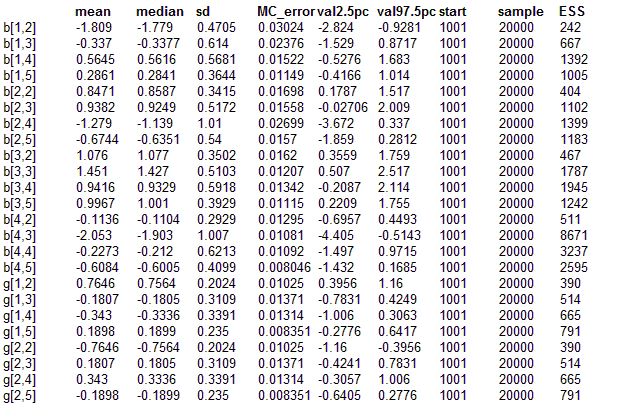 mean median sd MC_error val2.5pc val97.5pc start sample ESS
b[1,2] -1.809 -1.779 0.4705 0.03024 -2.824 -0.9281 1001 20000 242
b[1,3] -0.337 -0.3377 0.614 0.02376 -1.529 0.8717 1001 20000 667
b[1,4] 0.5645 0.5616 0.5681 0.01522 -0.5276 1.683 1001 20000 1392
b[1,5] 0.2861 0.2841 0.3644 0.01149 -0.4166 1.014 1001 20000 1005
b[2,2] 0.8471 0.8587 0.3415 0.01698 0.1787 1.517 1001 20000 404
b[2,3] 0.9382 0.9249 0.5172 0.01558 -0.02706 2.009 1001 20000 1102
b[2,4] -1.279 -1.139 1.01 0.02699 -3.672 0.337 1001 20000 1399
b[2,5] -0.6744 -0.6351 0.54 0.0157 -1.859 0.2812 1001 20000 1183
b[3,2] 1.076 1.077 0.3502 0.0162 0.3559 1.759 1001 20000 467
b[3,3] 1.451 1.427 0.5103 0.01207 0.507 2.517 1001 20000 1787
b[3,4] 0.9416 0.9329 0.5918 0.01342 -0.2087 2.114 1001 20000 1945
b[3,5] 0.9967 1.001 0.3929 0.01115 0.2209 1.755 1001 20000 1242
b[4,2] -0.1136 -0.1104 0.2929 0.01295 -0.6957 0.4493 1001 20000 511
b[4,3] -2.053 -1.903 1.007 0.01081 -4.405 -0.5143 1001 20000 8671
b[4,4] -0.2273 -0.212 0.6213 0.01092 -1.497 0.9715 1001 20000 3237
b[4,5] -0.6084 -0.6005 0.4099 0.008046 -1.432 0.1685 1001 20000 2595
g[1,2] 0.7646 0.7564 0.2024 0.01025 0.3956 1.16 1001 20000 390
g[1,3] -0.1807 -0.1805 0.3109 0.01371 -0.7831 0.4249 1001 20000 514
g[1,4] -0.343 -0.3336 0.3391 0.01314 -1.006 0.3063 1001 20000 665
g[1,5] 0.1898 0.1899 0.235 0.008351 -0.2776 0.6417 1001 20000 791
g[2,2] -0.7646 -0.7564 0.2024 0.01025 -1.16 -0.3956 1001 20000 390
g[2,3] 0.1807 0.1805 0.3109 0.01371 -0.4241 0.7831 1001 20000 514
g[2,4] 0.343 0.3336 0.3391 0.01314 -0.3057 1.006 1001 20000 665
g[2,5] -0.1898 -0.1899 0.235 0.008351 -0.6405 0.2776 1001 20000 791